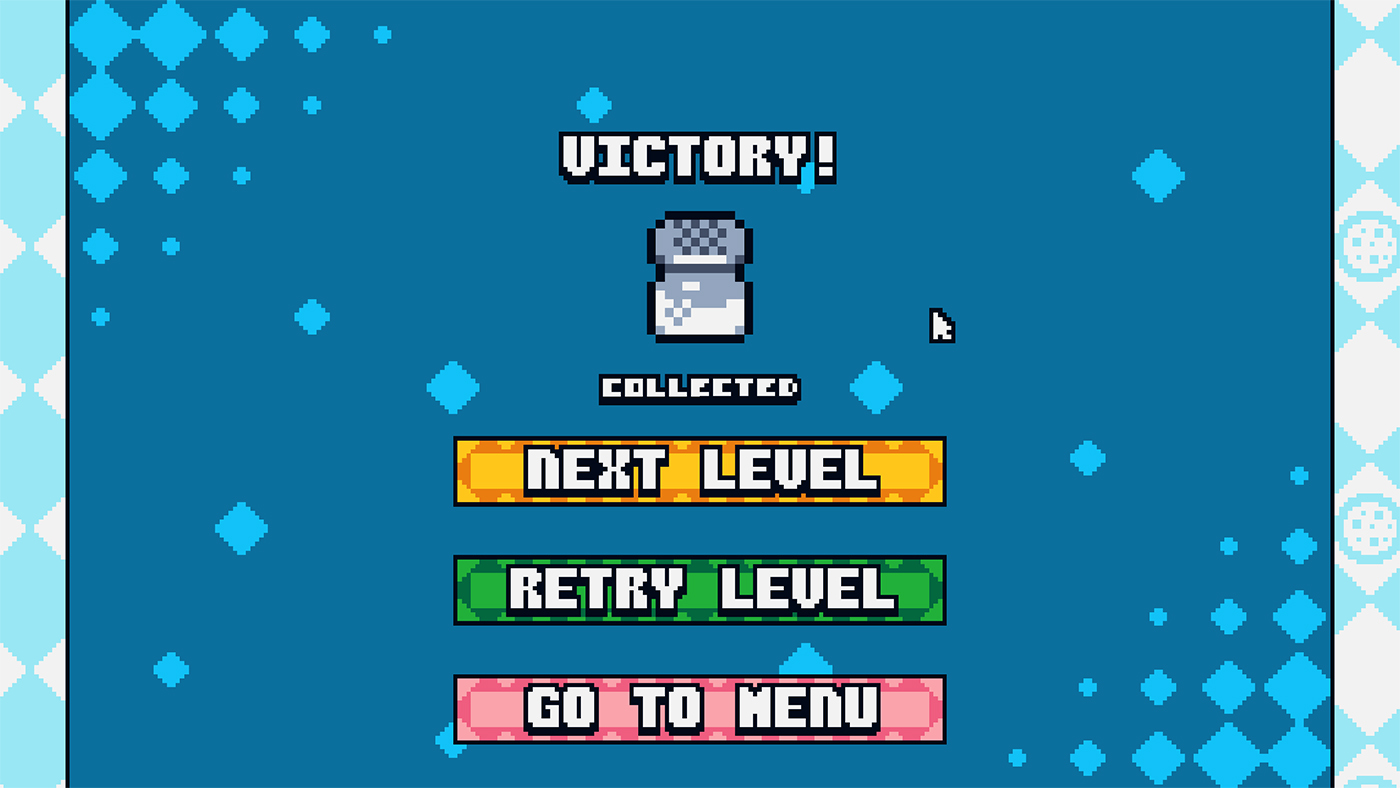 VICTORY!
COLLECTED
NEXT LEVEL
RETRY LEVEL
GO TO MENU